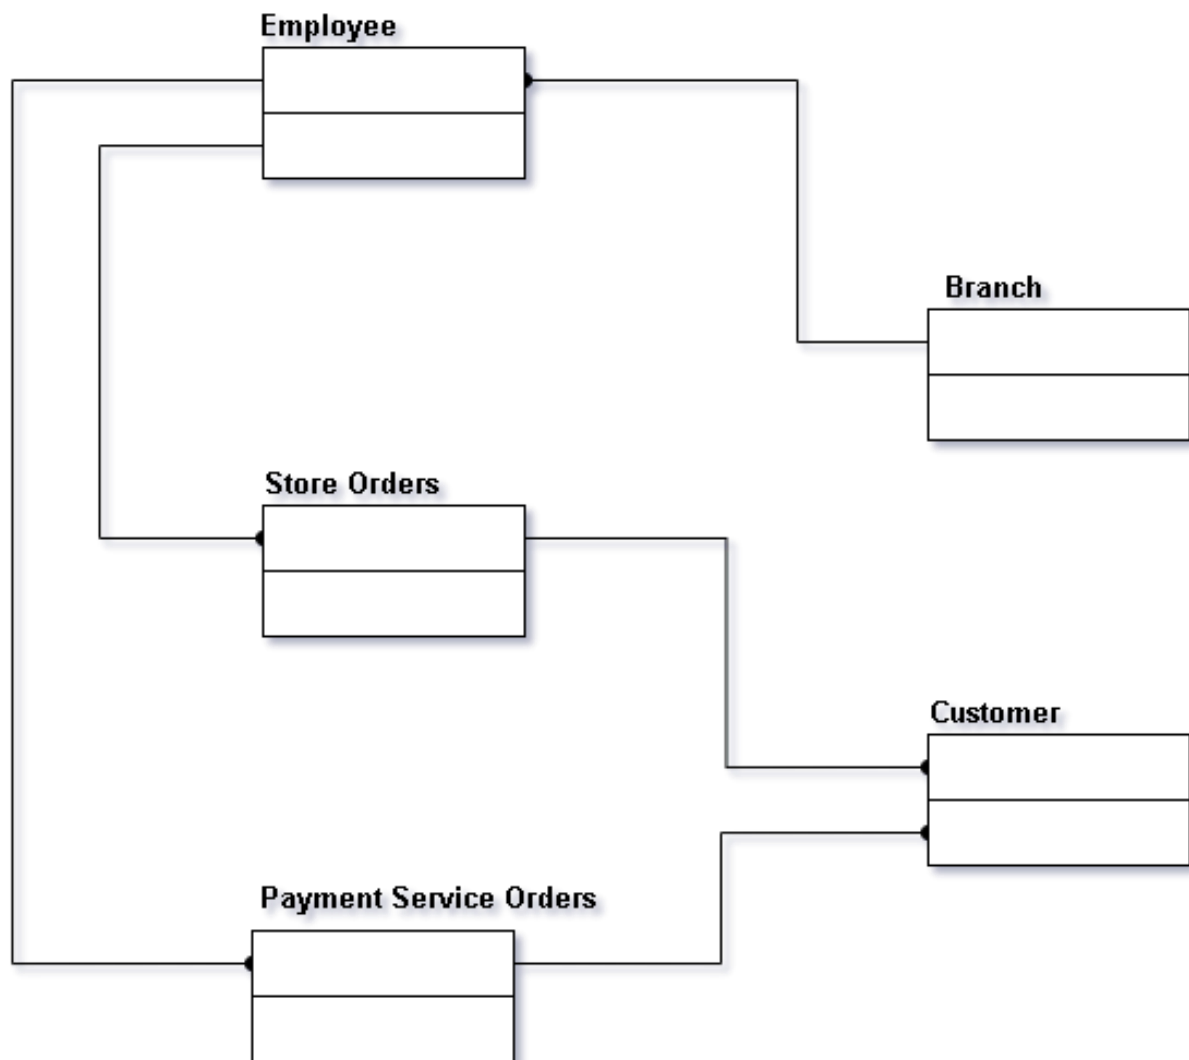 Employee
Branch
Store Orders
Customer
Payment Service Orders